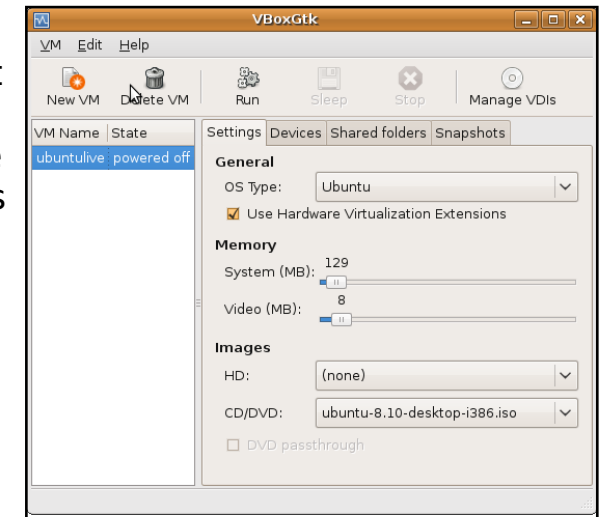 VBoxGtk
VM Edit Help
New VM Delete VM Run Sleep Stop Manage VDIs
VM Name State
ubuntulive powered off
Settings Devices Shared folders Snapshots
General
OS Type: Ubuntu
Use Hardware Virtualization Extensions
Memory
System (MB): 129
Video (MB): 8
Images
HD: (none)
CD/DVD: ubuntu-8.10-desktop-i386.iso
DVD passthrough